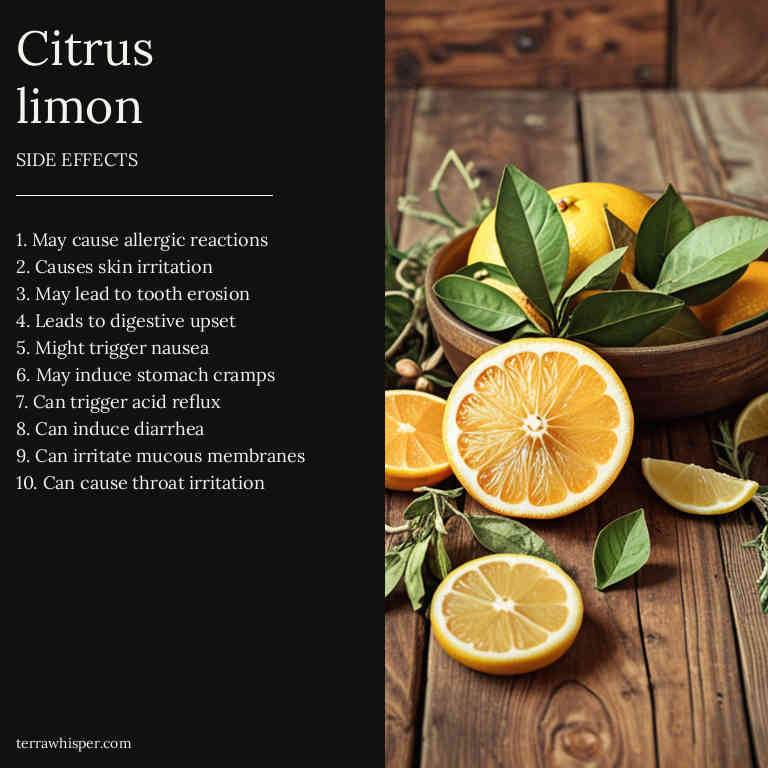 Citrus
limon
SIDE EFFECTS
1. May cause allergic reactions
2. Causes skin irritation
3. May lead to tooth erosion
4. Leads to digestive upset
5. Might trigger nausea
6. May induce stomach cramps
7. Can trigger acid reflux
8. Can induce diarrhea
9. Can irritate mucous membranes
10. Can cause throat irritation
terrawhisper.com